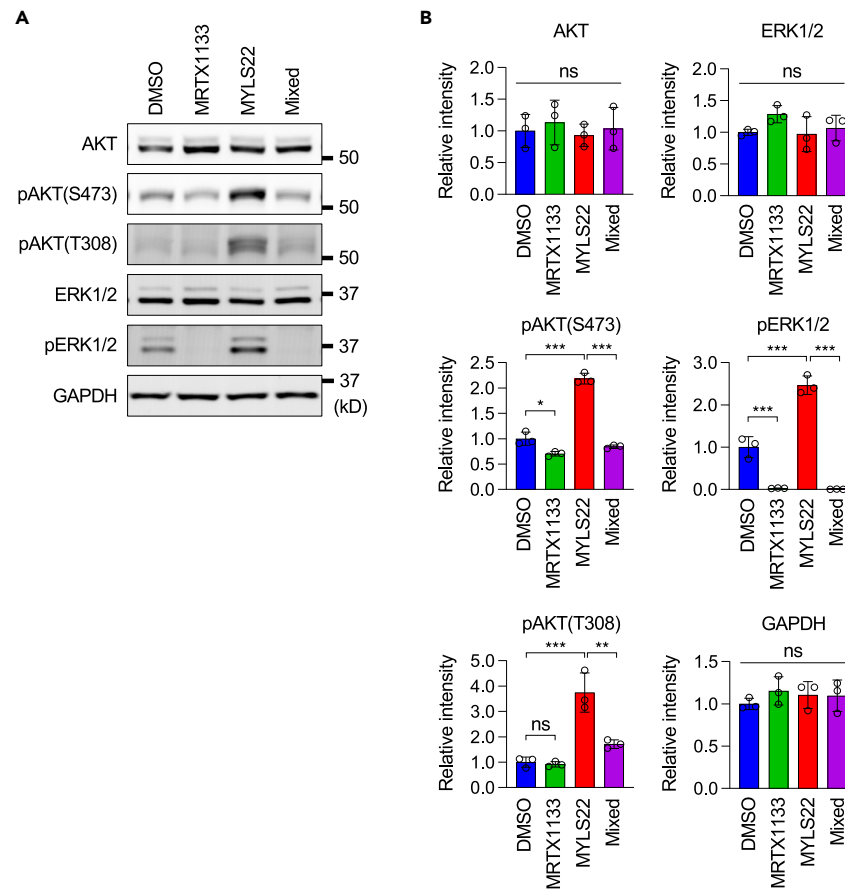 A
DMSO
MRTX1133
MYLS22
Mixed
AKT
50
pAKT(S473)
50
pAKT(T308)
50
ERK1/2
37
pERK1/2
37
GAPDH
37
(kD)
B
AKT
Relative intensity
2.0
1.5
1.0
0.5
0.0
ns
DMSO
MRTX1133
MYLS22
Mixed
ERK1/2
Relative intensity
2.0
1.5
1.0
0.5
0.0
ns
DMSO
MRTX1133
MYLS22
Mixed
pAKT(S473)
Relative intensity
2.5
2.0
1.5
1.0
0.5
0.0
*** ***
*
DMSO
MRTX1133
MYLS22
Mixed
pERK1/2
Relative intensity
3.0
2.0
1.0
0.0
*** ***
***
DMSO
MRTX1133
MYLS22
Mixed
pAKT(T308)
Relative intensity
5.0
4.0
3.0
2.0
1.0
0.0
*** **
ns
DMSO
MRTX1133
MYLS22
Mixed
GAPDH
Relative intensity
1.5
1.0
0.5
0.0
ns
DMSO
MRTX1133
MYLS22
Mixed